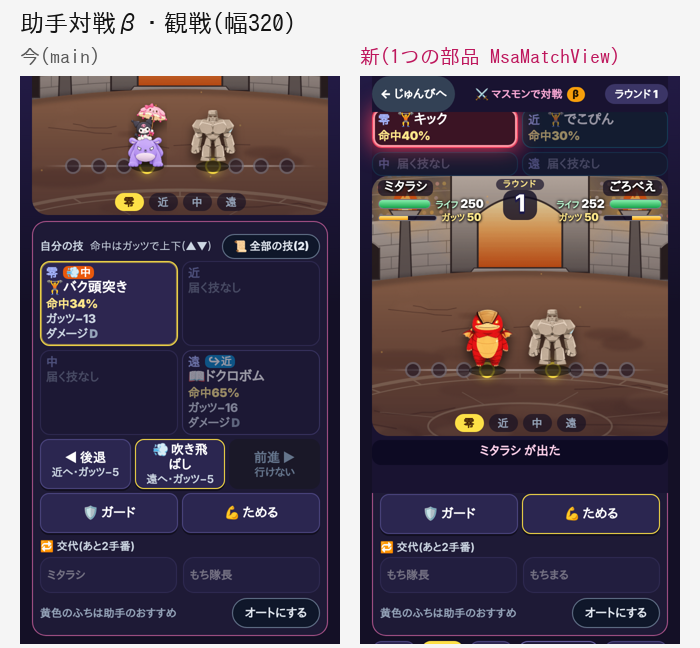 助手対戦β・観戦(幅320)
今(main)
零 近 中 遠
自分の技 命中はガッツで上下(▲▼) 📜全部の技(2)
零 💨中
🏋バク頭突き
命中34%
ガッツ−13
ダメージD
近
届く技なし
中
届く技なし
遠 ↪近
📖ドクロボム
命中65%
ガッツ−16
ダメージD
◀後退
近へ・ガッツ−5
💨吹き飛
ばし
遠へ・ガッツ−5
前進▶
行けない
🛡️ガード
💪ためる
🔁 交代(あと2手番)
ミタラシ
もち隊長
黄色のふちは助手のおすすめ
オートにする
新(1つの部品 MsaMatchView)
←じゅんびへ
⚔️マスモンで対戦 β
ラウンド1
零 🏋キック
命中40%
近 🏋でこぴん
命中30%
中 届く技なし
遠 届く技なし
ミタラシ
ライフ 250
ガッツ 50
ラウンド
1
ごろべえ
ライフ 252
ガッツ 50
零 近 中 遠
ミタラシ が出た
🛡️ガード
💪ためる
🔁 交代(あと2手番)
もち隊長
もちまる
黄色のふちは助手のおすすめ
オートにする